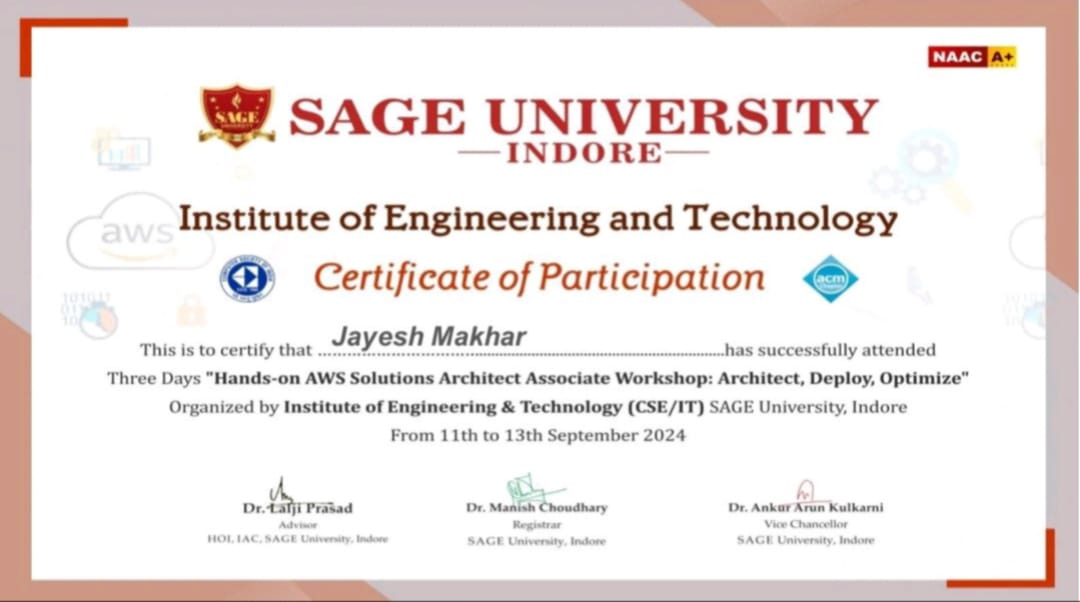 NAAC A+
SAGE
UNIVERSITY
SAGE UNIVERSITY
INDORE
aws
Institute of Engineering and Technology
Certificate of Participation
acm
101011
This is to certify that Jayesh Makhar has successfully attended
Three Days "Hands-on AWS Solutions Architect Associate Workshop: Architect, Deploy, Optimize"
Organized by Institute of Engineering & Technology (CSE/IT) SAGE University, Indore
From 11th to 13th September 2024
Dr. Lalji Prasad
Advisor
HOI, IAC, SAGE University, Indore
Dr. Manish Choudhary
Registrar
SAGE University, Indore
Dr. Ankur Arun Kulkarni
Vice Chancellor
SAGE University, Indore